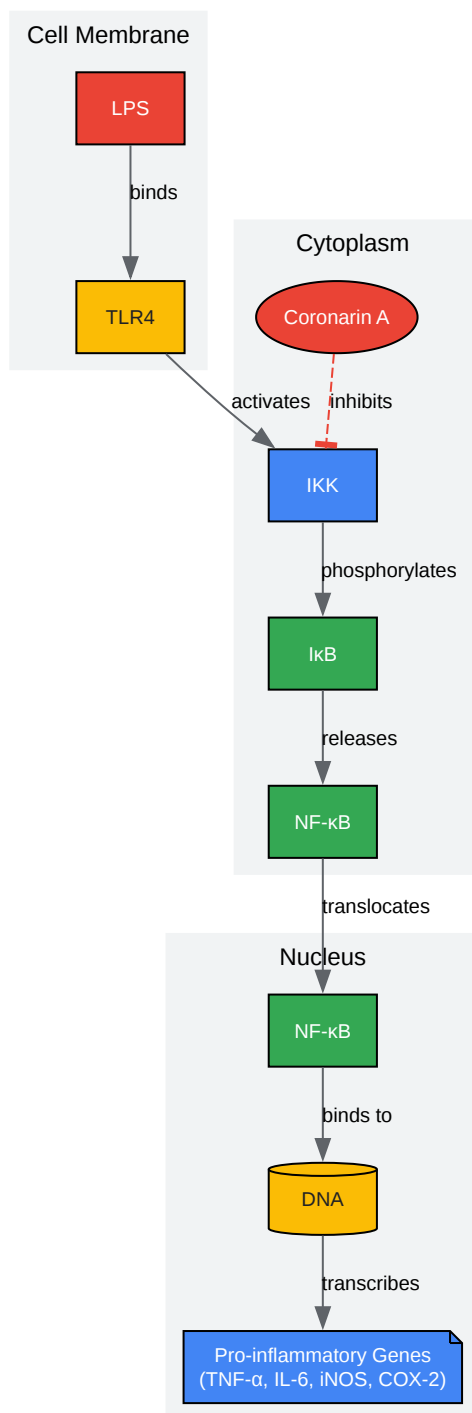 Cell Membrane
LPS
binds
TLR4
Cytoplasm
Coronarin A
activates
inhibits
IKK
phosphorylates
IκB
releases
NF-κB
translocates
Nucleus
NF-κB
binds to
DNA
transcribes
Pro-inflammatory Genes
(TNF-α, IL-6, iNOS, COX-2)